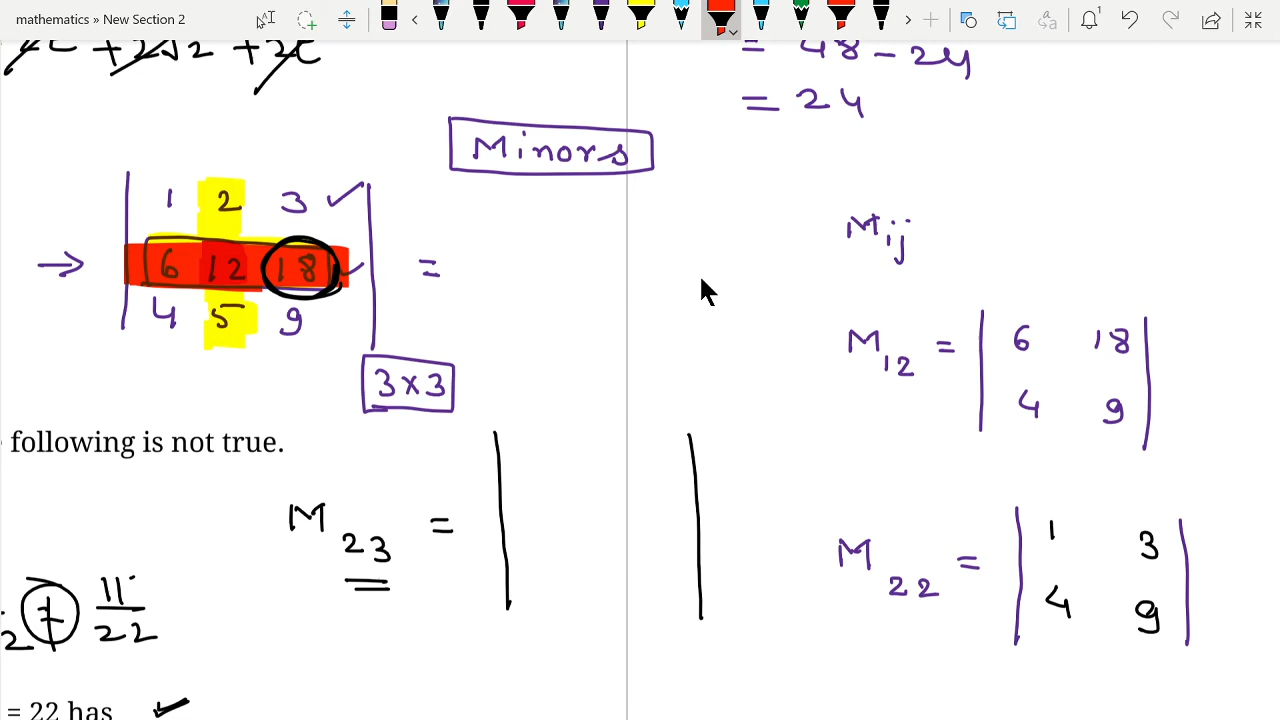 mathematics » New Section 2
= 48 - 24
= 24
Minors
1 2 3 ✓
→ 6 12 18 ✓ =
4 5 9
3x3
Mij
M12 = | 6 18 |
| 4 9 |
following is not true.
M23 = | |
M22 = | 1 3 |
| 4 9 |
11
22
= 22 has ✓